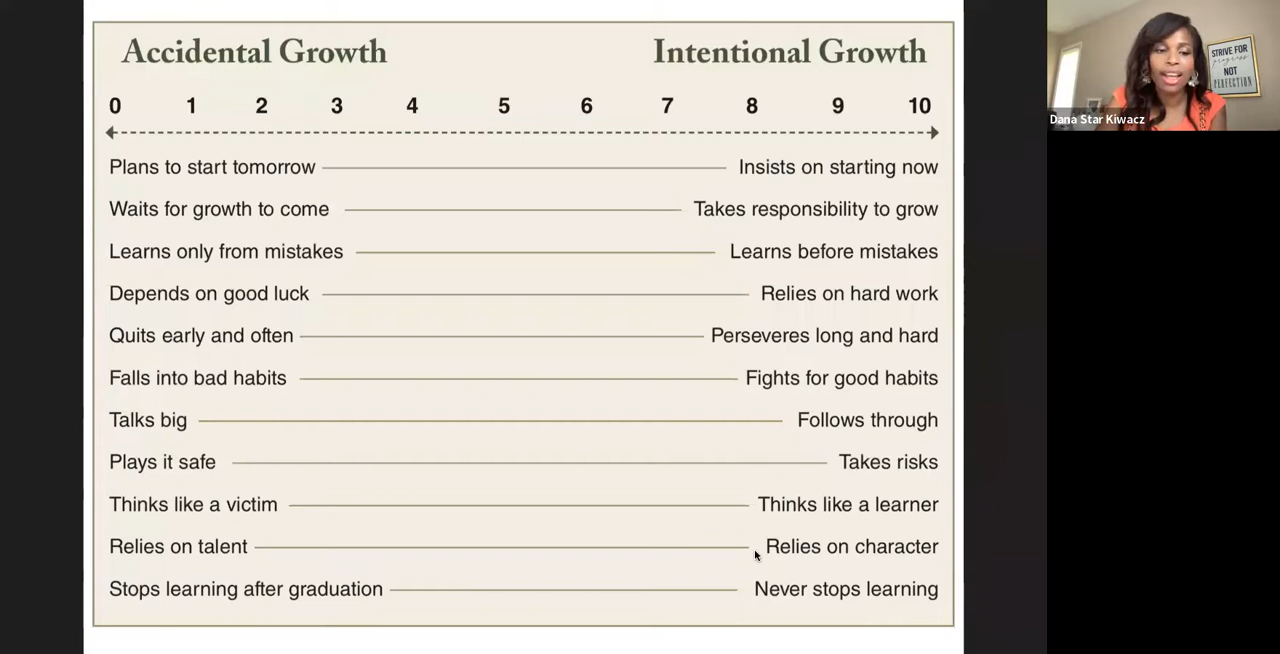 Accidental Growth Intentional Growth
0 1 2 3 4 5 6 7 8 9 10
Plans to start tomorrow Insists on starting now
Waits for growth to come Takes responsibility to grow
Learns only from mistakes Learns before mistakes
Depends on good luck Relies on hard work
Quits early and often Perseveres long and hard
Falls into bad habits Fights for good habits
Talks big Follows through
Plays it safe Takes risks
Thinks like a victim Thinks like a learner
Relies on talent Relies on character
Stops learning after graduation Never stops learning
STRIVE FOR
progress
NOT
PERFECTION
Dana Star Kiwacz